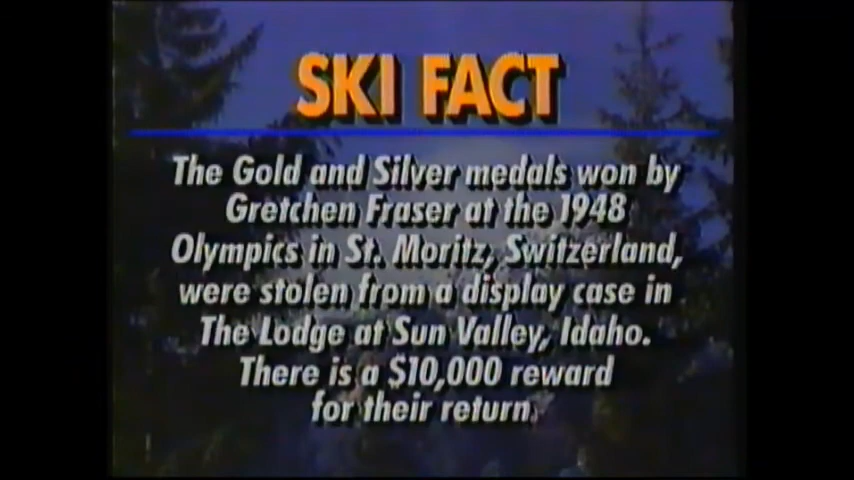 SKI FACT
The Gold and Silver medals won by
Gretchen Fraser at the 1948
Olympics in St. Moritz, Switzerland,
were stolen from a display case in
The Lodge at Sun Valley, Idaho.
There is a $10,000 reward
for their return.